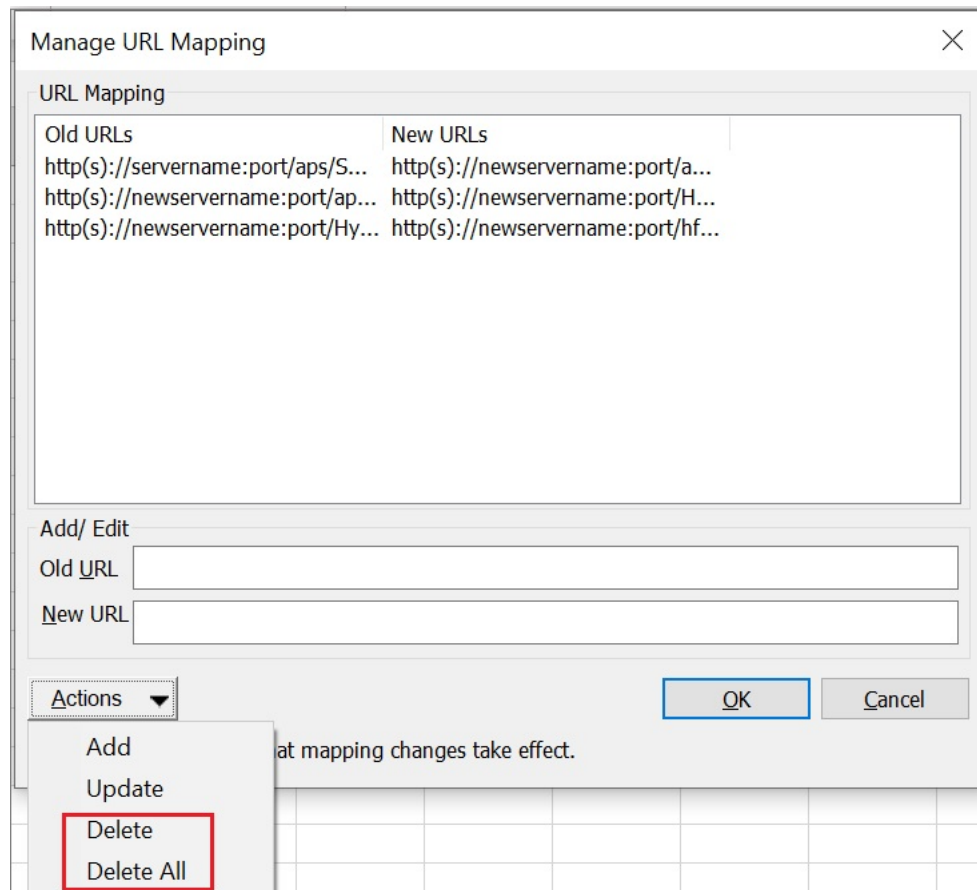 Manage URL Mapping
URL Mapping
Old URLs New URLs
http(s)://servername:port/aps/S... http(s)://newservername:port/a...
http(s)://newservername:port/ap... http(s)://newservername:port/H...
http(s)://newservername:port/Hy... http(s)://newservername:port/hf...
Add/ Edit
Old URL
New URL
Actions OK Cancel
Add
mapping changes take effect.
Update
Delete
Delete All